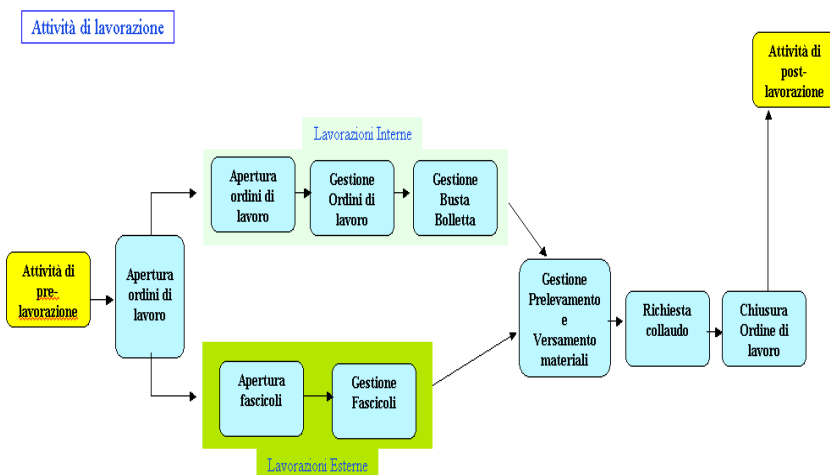 Attività di lavorazione
Attività di
post-
lavorazione
Lavorazioni Interne
Apertura
ordini di
lavoro
Gestione
Ordini di
lavoro
Gestione
Busta
Bolletta
Attività di
pre-
lavorazione
Apertura
ordini di
lavoro
Gestione
Prelevamento
e
Versamento
materiali
Richiesta
collaudo
Chiusura
Ordine di
lavoro
Apertura
fascicoli
Gestione
Fascicoli
Lavorazioni Esterne